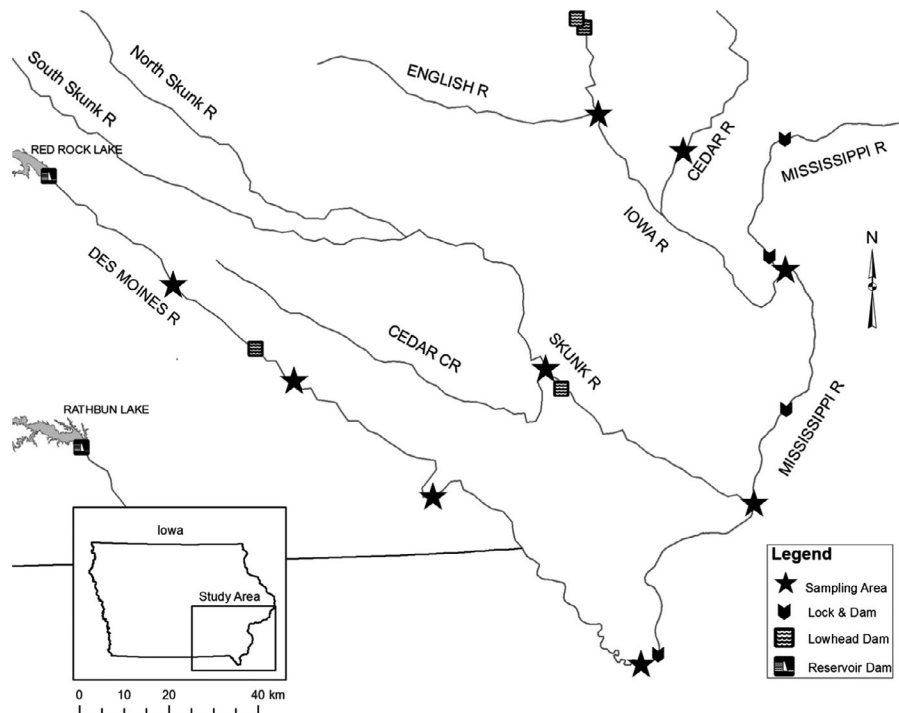 North Skunk R
South Skunk R
ENGLISH R
CEDAR R
MISSISSIPPI R
RED ROCK LAKE
IOWA R
N
DES MOINES R
CEDAR CR
SKUNK R
MISSISSIPPI R
RATHBUN LAKE
Iowa
Study Area
Legend
Sampling Area
Lock & Dam
Lowhead Dam
Reservoir Dam
0 10 20 40 km